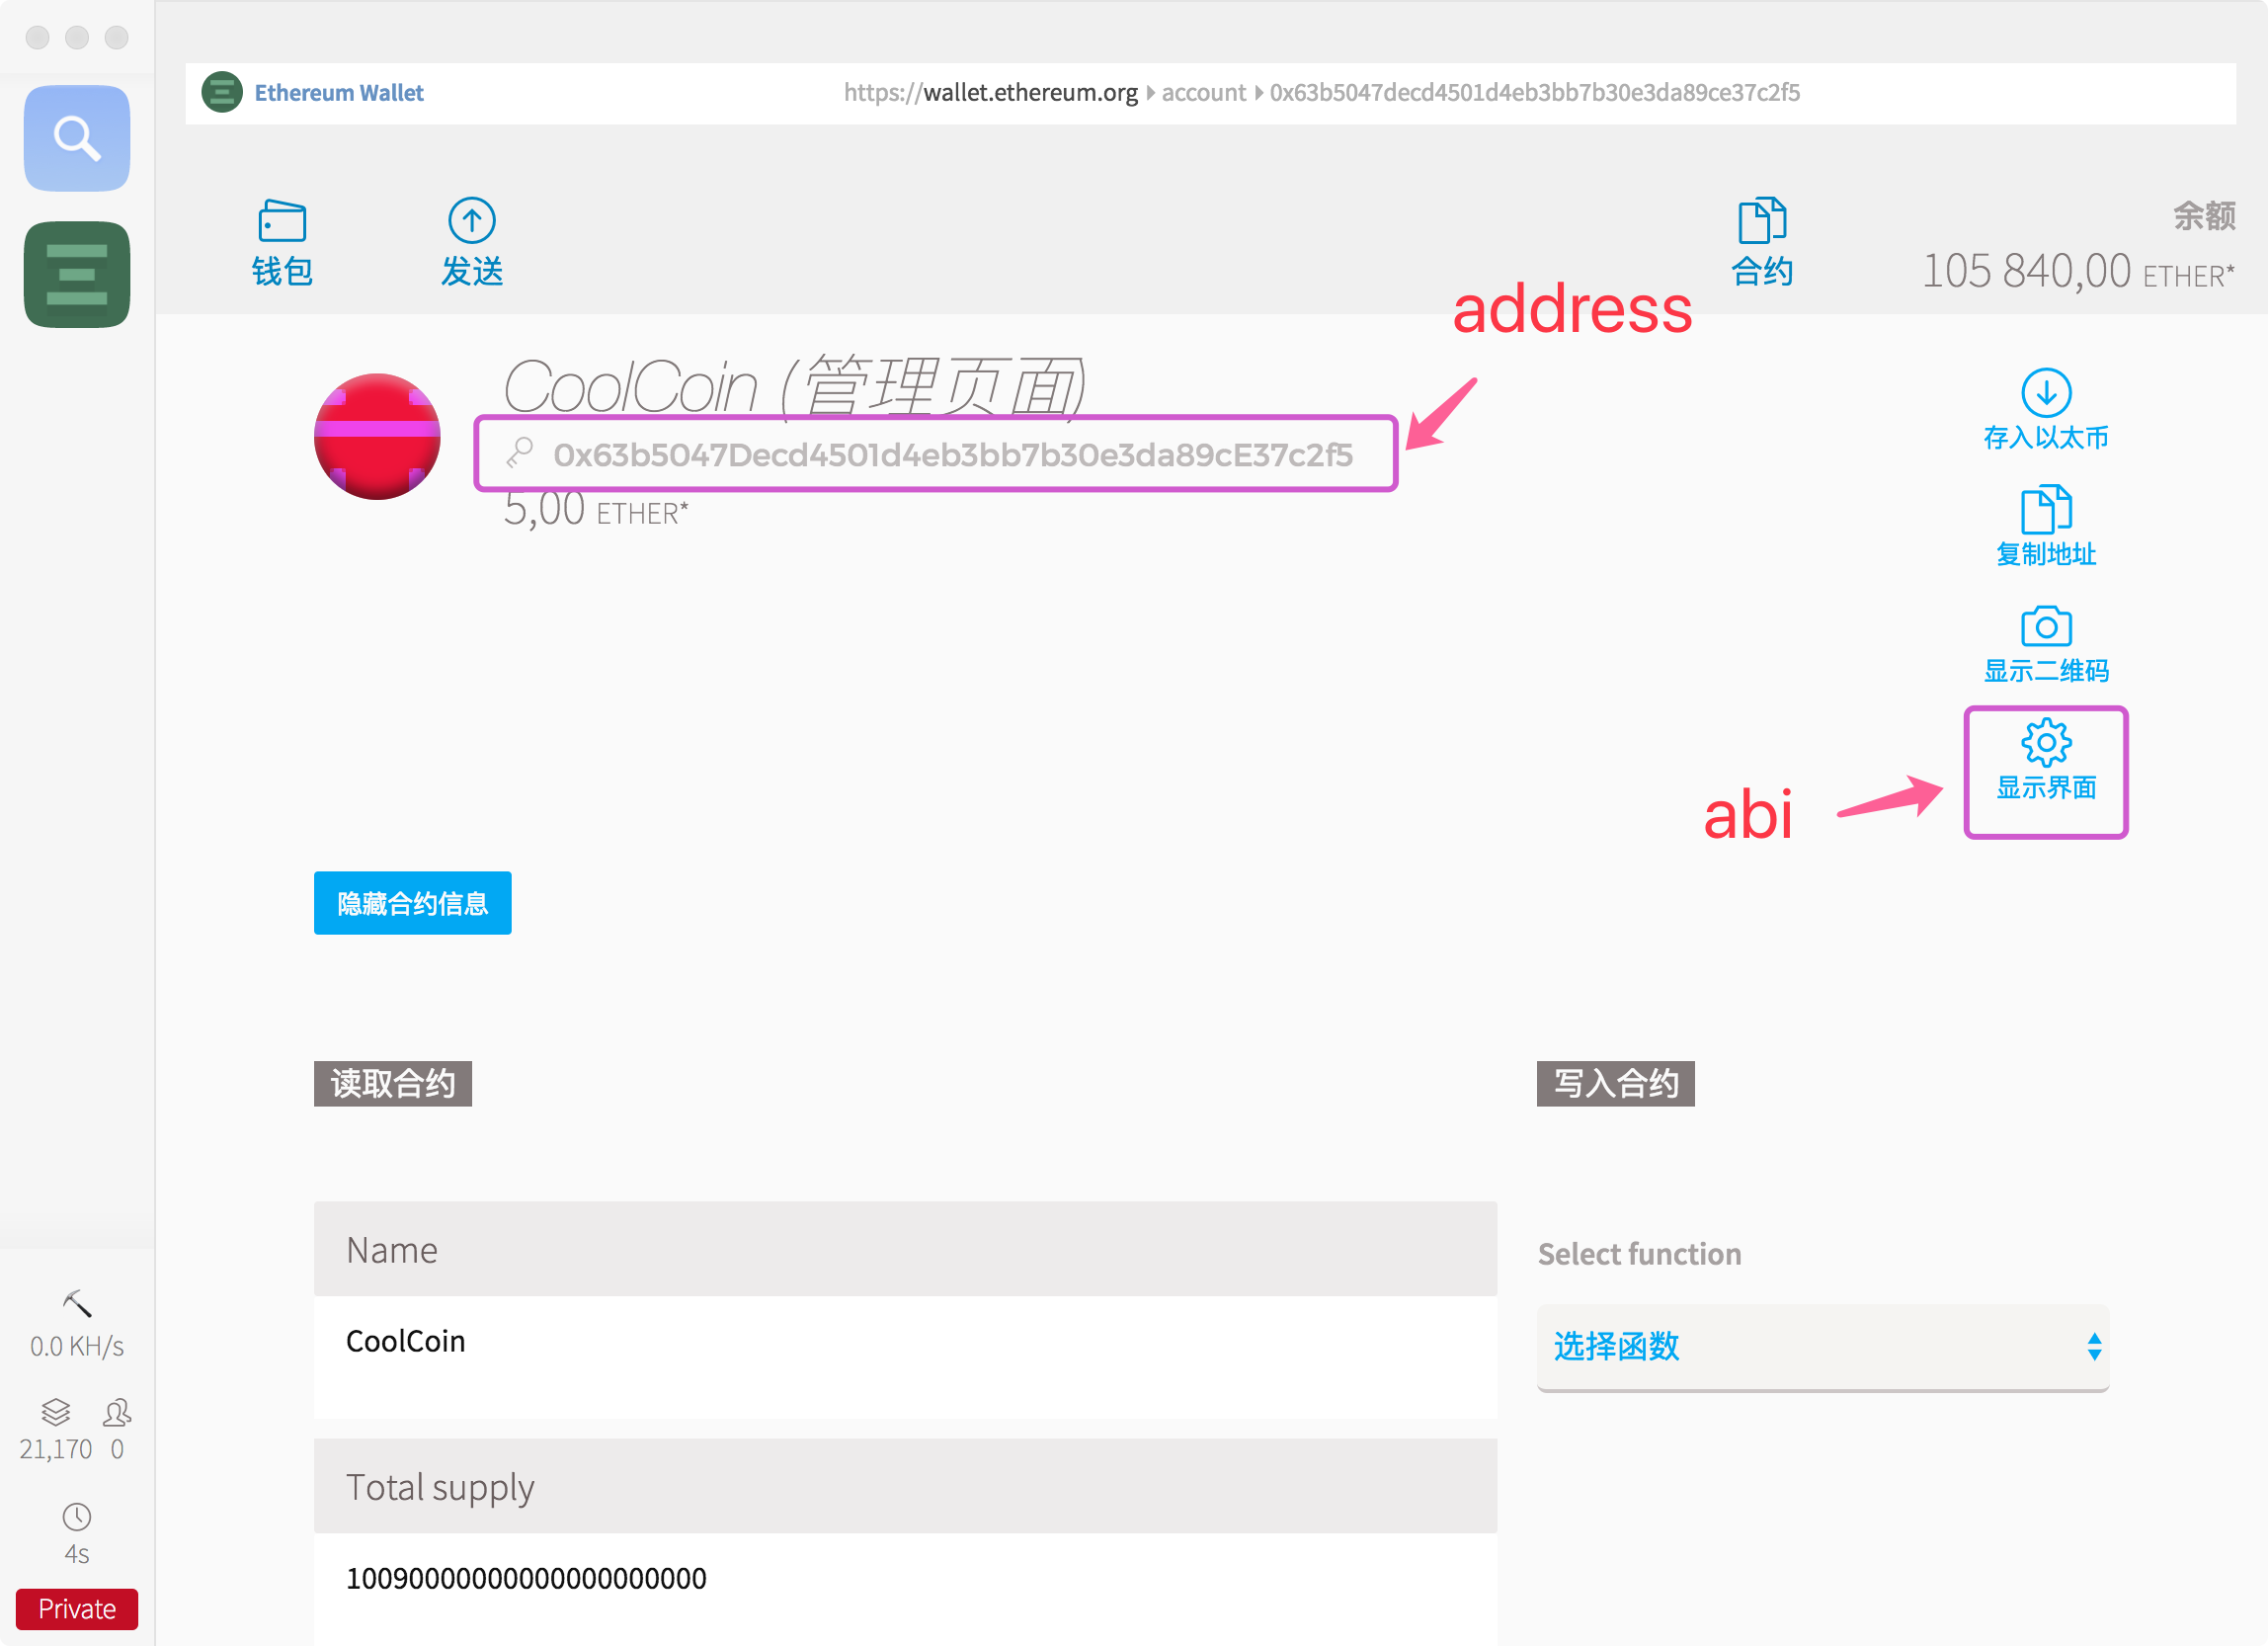 Ethereum Wallet
https://wallet.ethereum.org account 0x63b5047decd4501d4eb3bb7b30e3da89ce37c2f5
钱包
发送
合约
余额
105 840,00 ETHER*
address
CoolCoin (管理页面)
0x63b5047Decd4501d4eb3bb7b30e3da89cE37c2f5
5,00 ETHER*
存入以太币
复制地址
显示二维码
显示界面
abi
隐藏合约信息
读取合约
写入合约
Name
CoolCoin
Select function
选择函数
Total supply
10090000000000000000000
0.0 KH/s
21,170 0
4s
Private